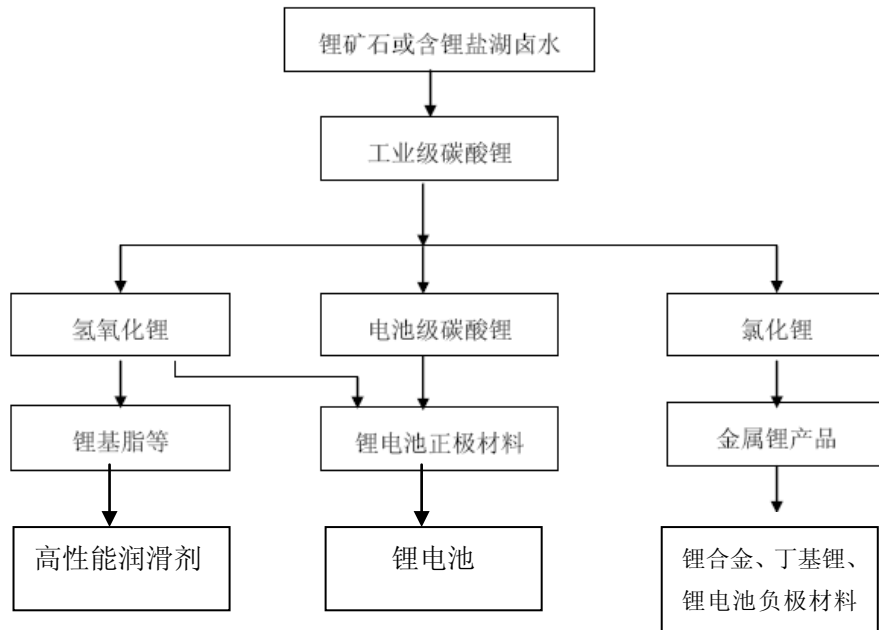 锂矿石或含锂盐湖卤水
工业级碳酸锂
氢氧化锂
电池级碳酸锂
氯化锂
锂基脂等
锂电池正极材料
金属锂产品
高性能润滑剂
锂电池
锂合金、丁基锂、
锂电池负极材料